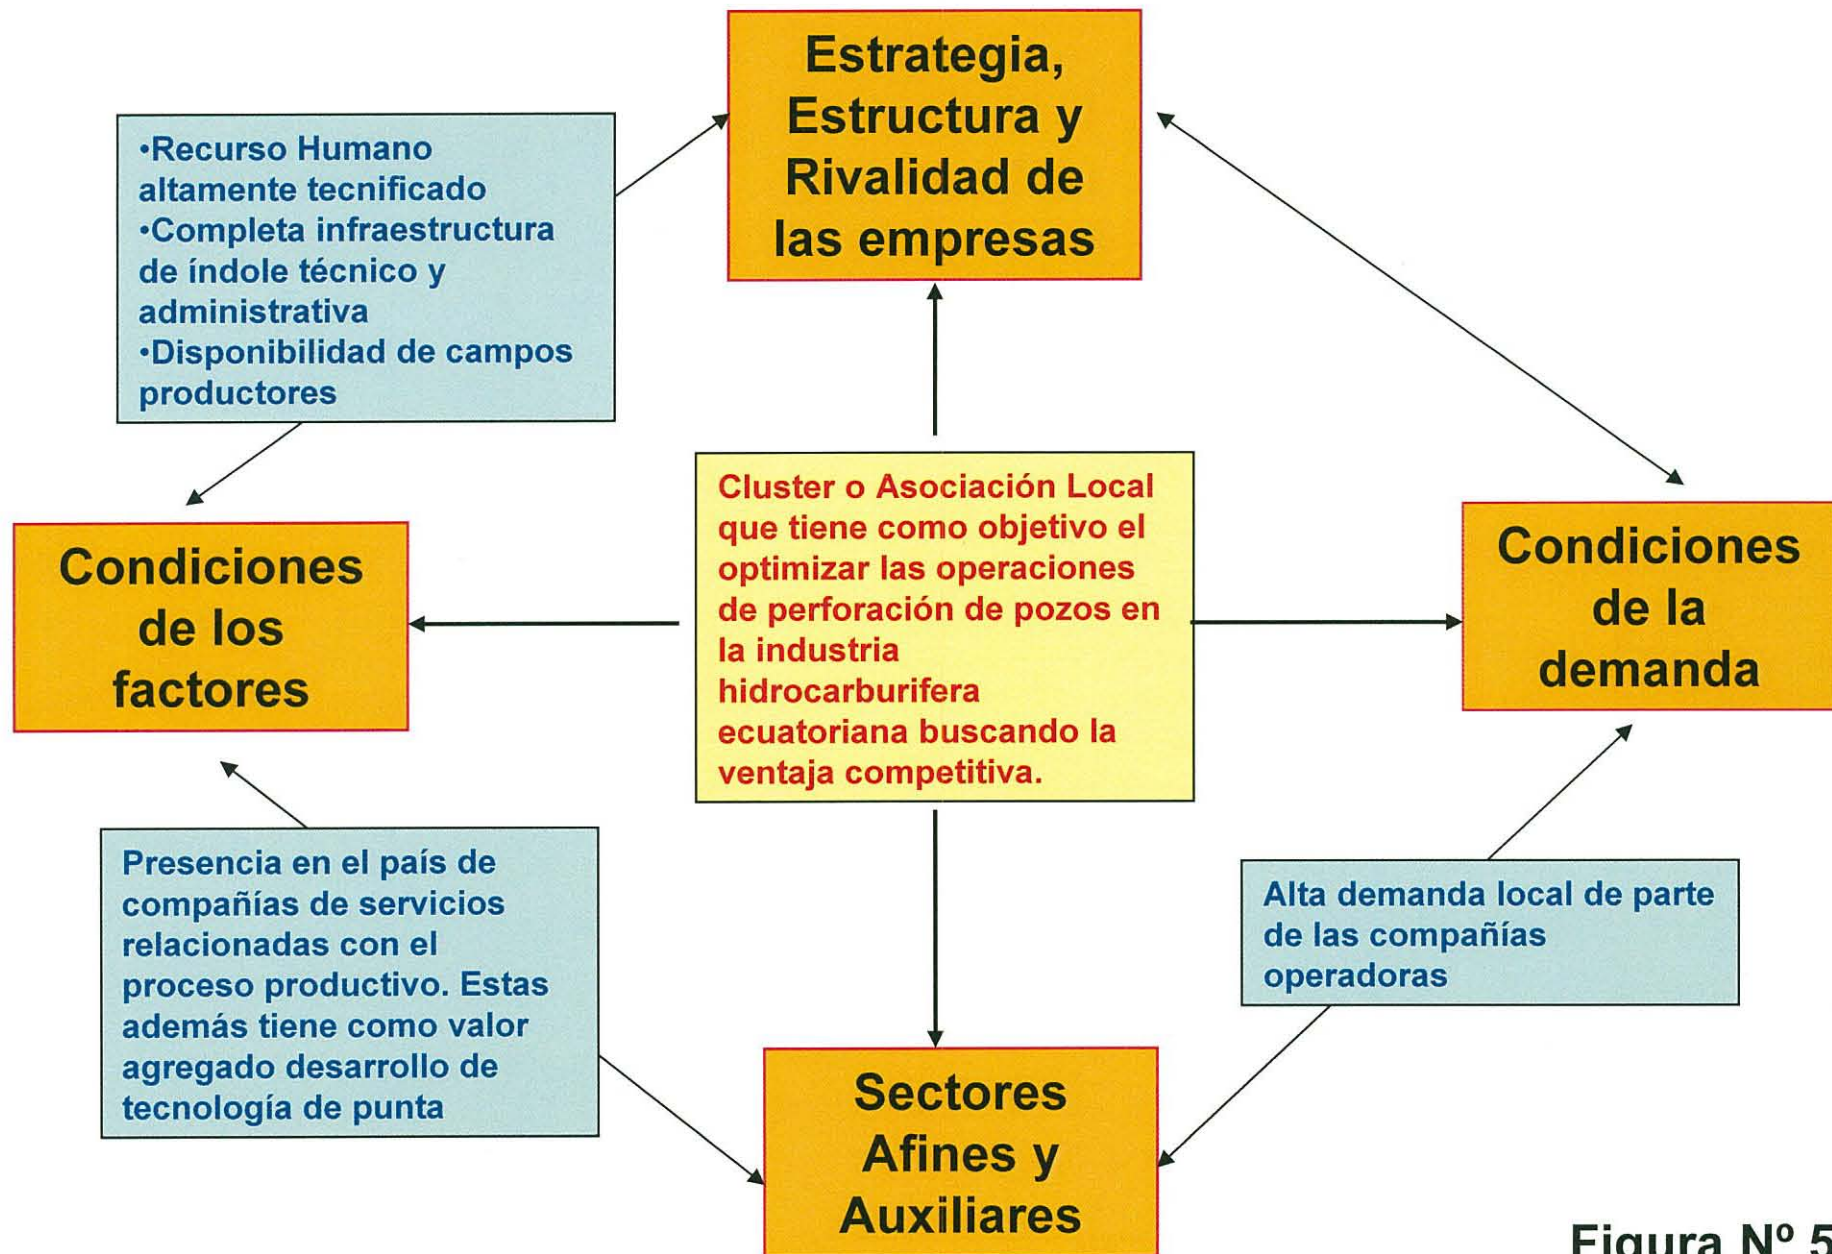 Estrategia,
Estructura y
Rivalidad de
las empresas
•Recurso Humano
altamente tecnificado
•Completa infraestructura
de índole técnico y
administrativa
•Disponibilidad de campos
productores
Condiciones
de los
factores
Cluster o Asociación Local
que tiene como objetivo el
optimizar las operaciones
de perforación de pozos en
la industria
hidrocarburifera
ecuatoriana buscando la
ventaja competitiva.
Condiciones
de la
demanda
Presencia en el país de
compañías de servicios
relacionadas con el
proceso productivo. Estas
además tiene como valor
agregado desarrollo de
tecnología de punta
Alta demanda local de parte
de las compañías
operadoras
Sectores
Afines y
Auxiliares
Figura Nº 5